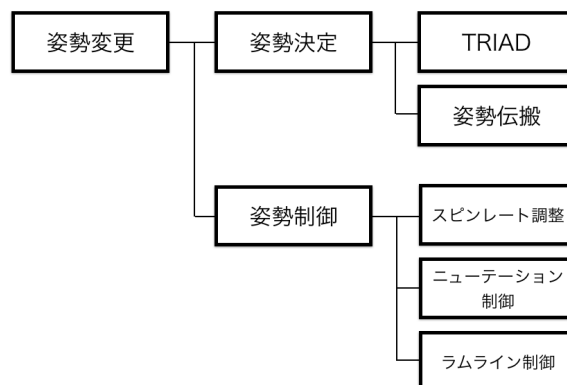 姿勢変更
姿勢決定
TRIAD
姿勢伝搬
姿勢制御
スピンレート調整
ニューテーション
制御
ラムライン制御